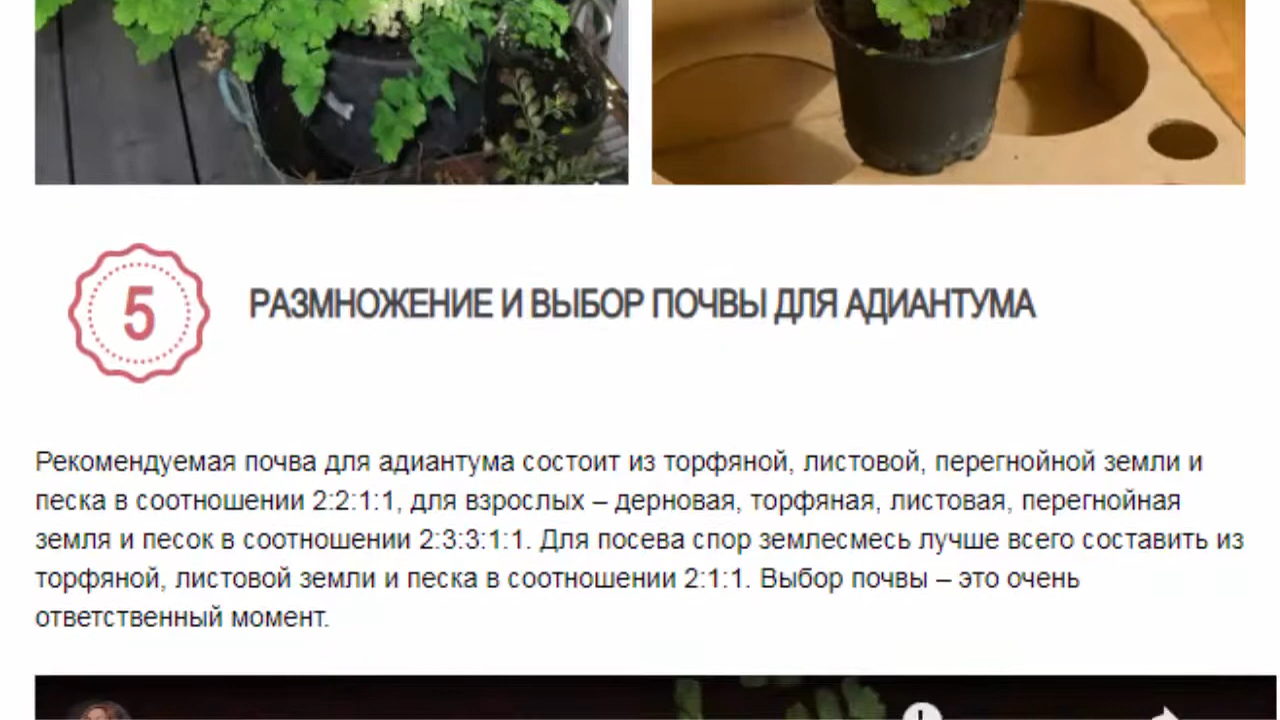 5
РАЗМНОЖЕНИЕ И ВЫБОР ПОЧВЫ ДЛЯ АДИАНТУМА
Рекомендуемая почва для адиантума состоит из торфяной, листовой, перегнойной земли и
песка в соотношении 2:2:1:1, для взрослых – дерновая, торфяная, листовая, перегнойная
земля и песок в соотношении 2:3:3:1:1. Для посева спор землесмесь лучше всего составить из
торфяной, листовой земли и песка в соотношении 2:1:1. Выбор почвы – это очень
ответственный момент.